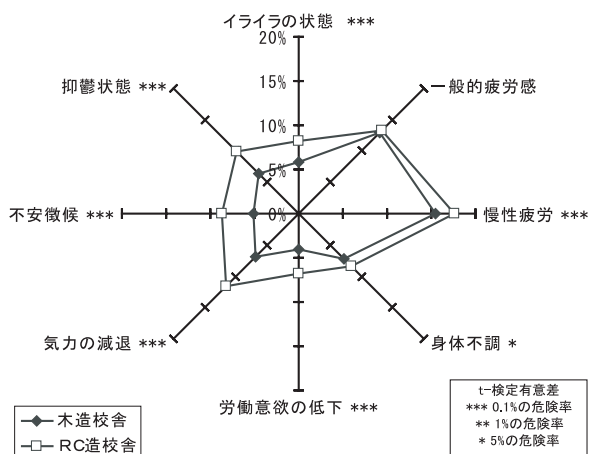 イライラの状態 ***
20%
15%
10%
5%
0%
抑鬱状態 ***
一般的疲労感
不安徴候 ***
慢性疲労 ***
気力の減退 ***
身体不調 *
労働意欲の低下 ***
木造校舎
RC造校舎
t-検定有意差
*** 0.1%の危険率
** 1%の危険率
* 5%の危険率